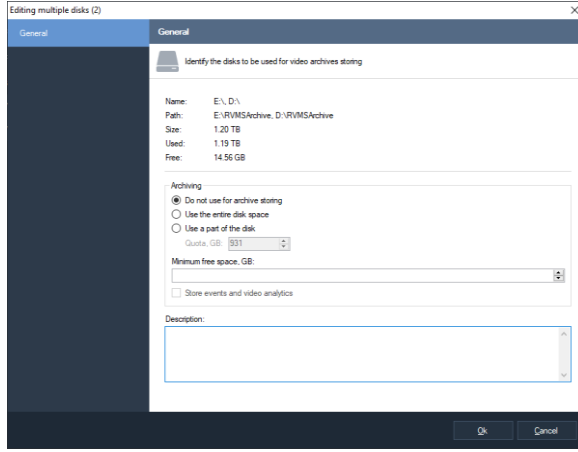 Editing multiple disks (2)
General
General
Identify the disks to be used for video archives storing
Name: E:\, D:\
Path: E:\RVMSArchive, D:\RVMSArchive
Size: 1.20 TB
Used: 1.19 TB
Free: 14.56 GB
Archiving
Do not use for archive storing
Use the entire disk space
Use a part of the disk
Quote, GB: 931
Minimum free space, GB:
Store events and video analytics
Description:
Ok Cancel